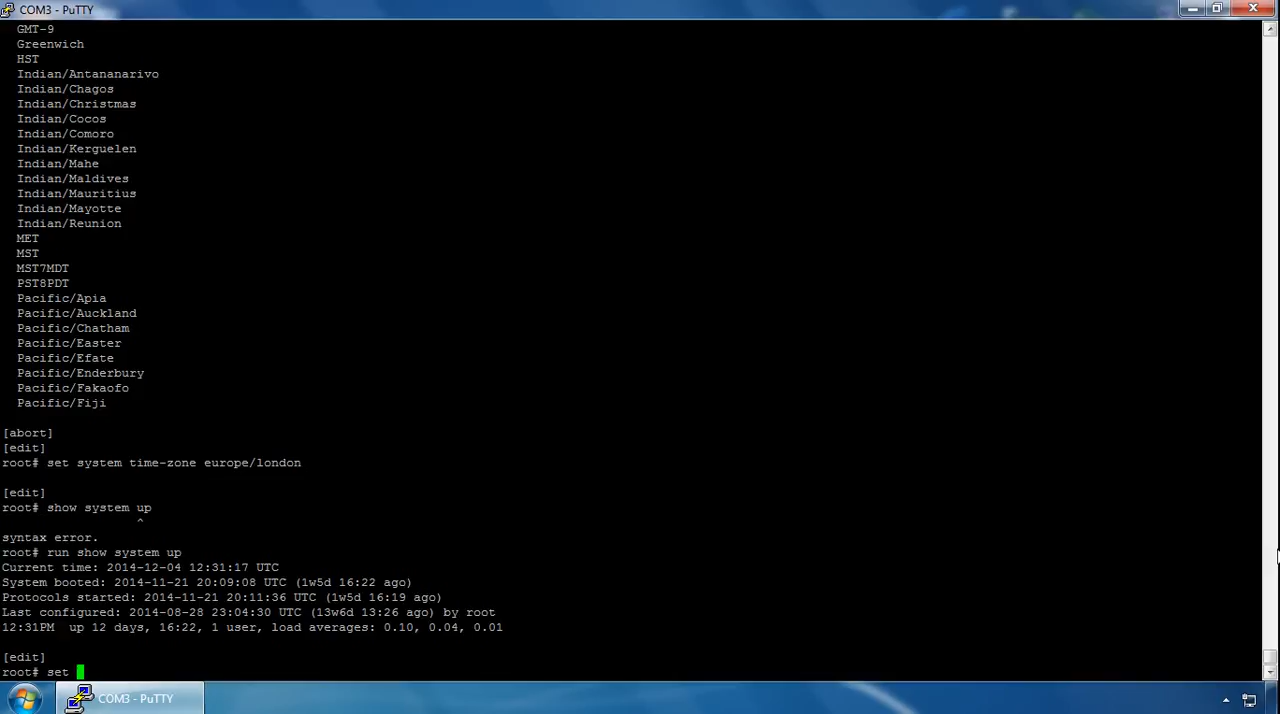 COM3 - PuTTY
GMT-9
Greenwich
HST
Indian/Antananarivo
Indian/Chagos
Indian/Christmas
Indian/Cocos
Indian/Comoro
Indian/Kerguelen
Indian/Mahe
Indian/Maldives
Indian/Mauritius
Indian/Mayotte
Indian/Reunion
MET
MST
MST7MDT
PST8PDT
Pacific/Apia
Pacific/Auckland
Pacific/Chatham
Pacific/Easter
Pacific/Efate
Pacific/Enderbury
Pacific/Fakaofo
Pacific/Fiji
[abort]
[edit]
root# set system time-zone europe/london
[edit]
root# show system up
^
syntax error.
root# run show system up
Current time: 2014-12-04 12:31:17 UTC
System booted: 2014-11-21 20:09:08 UTC (1w5d 16:22 ago)
Protocols started: 2014-11-21 20:11:36 UTC (1w5d 16:19 ago)
Last configured: 2014-08-28 23:04:30 UTC (13w6d 13:26 ago) by root
12:31PM  up 12 days, 16:22, 1 user, load averages: 0.10, 0.04, 0.01
[edit]
root# set
COM3 - PuTTY